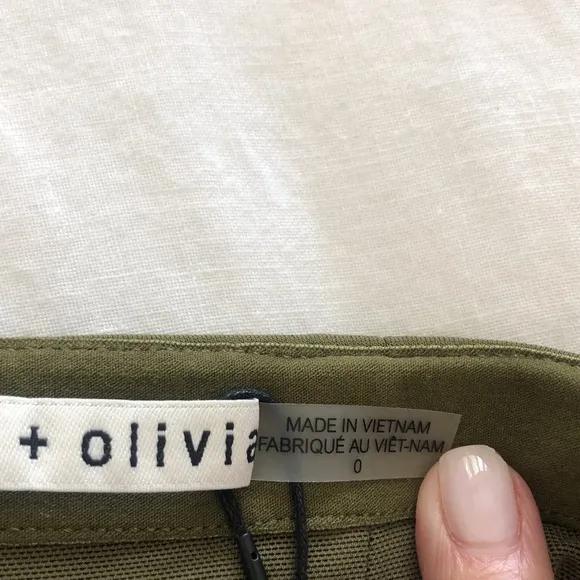 + olivia
MADE IN VIETNAM
FABRIQUÉ AU VIÊT-NAM
0